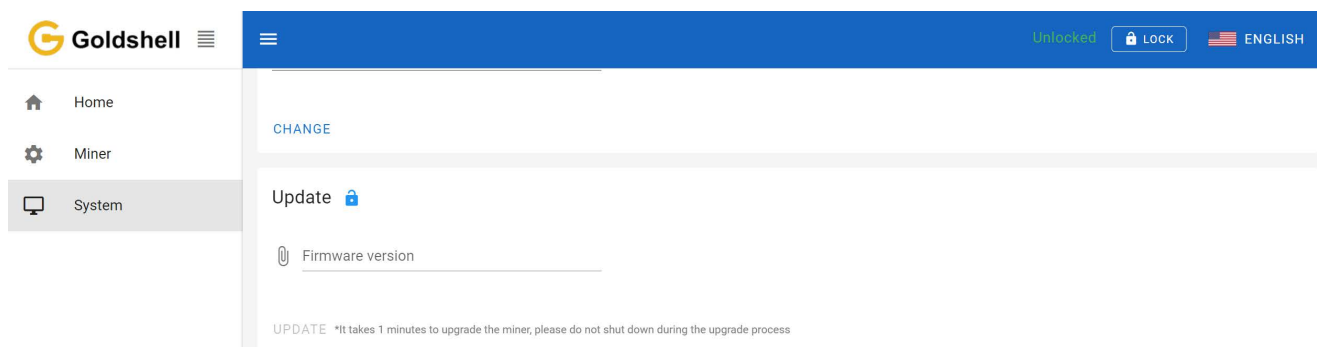 Goldshell
Unlocked
LOCK
ENGLISH
Home
Miner
System
CHANGE
Update
Firmware version
UPDATE *It takes 1 minutes to upgrade the miner, please do not shut down during the upgrade process